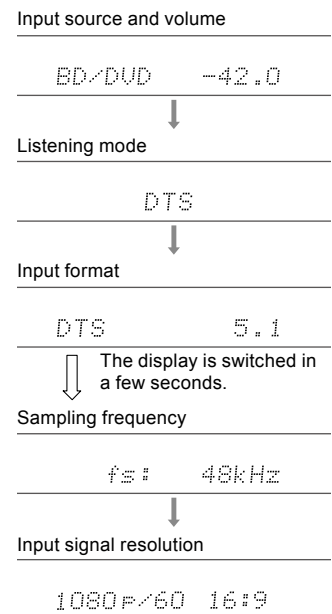 Input source and volume
BD/DVD -42.0
Listening mode
DTS
Input format
DTS 5.1
The display is switched in
a few seconds.
Sampling frequency
fs: 48kHz
Input signal resolution
1080p/60 16:9